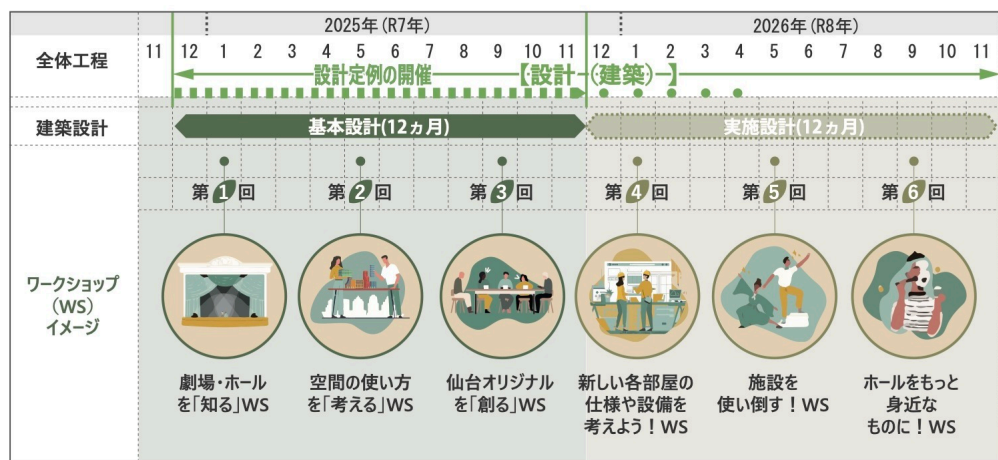 2025年(R7年)
2026年(R8年)
全体工程
11 12 1 2 3 4 5 6 7 8 9 10 11 12 1 2 3 4 5 6 7 8 9 10 11
設計定例の開催
【設計(建築)】
建築設計
基本設計(12ヵ月)
実施設計(12ヵ月)
第1回
第2回
第3回
第4回
第5回
第6回
ワークショップ
(WS)
イメージ
劇場・ホール
を「知る」WS
空間の使い方
を「考える」WS
仙台オリジナル
を「創る」WS
新しい各部屋の
仕様や設備を
考えよう!WS
施設を
使い倒す!WS
ホールをもっと
身近な
ものに!WS